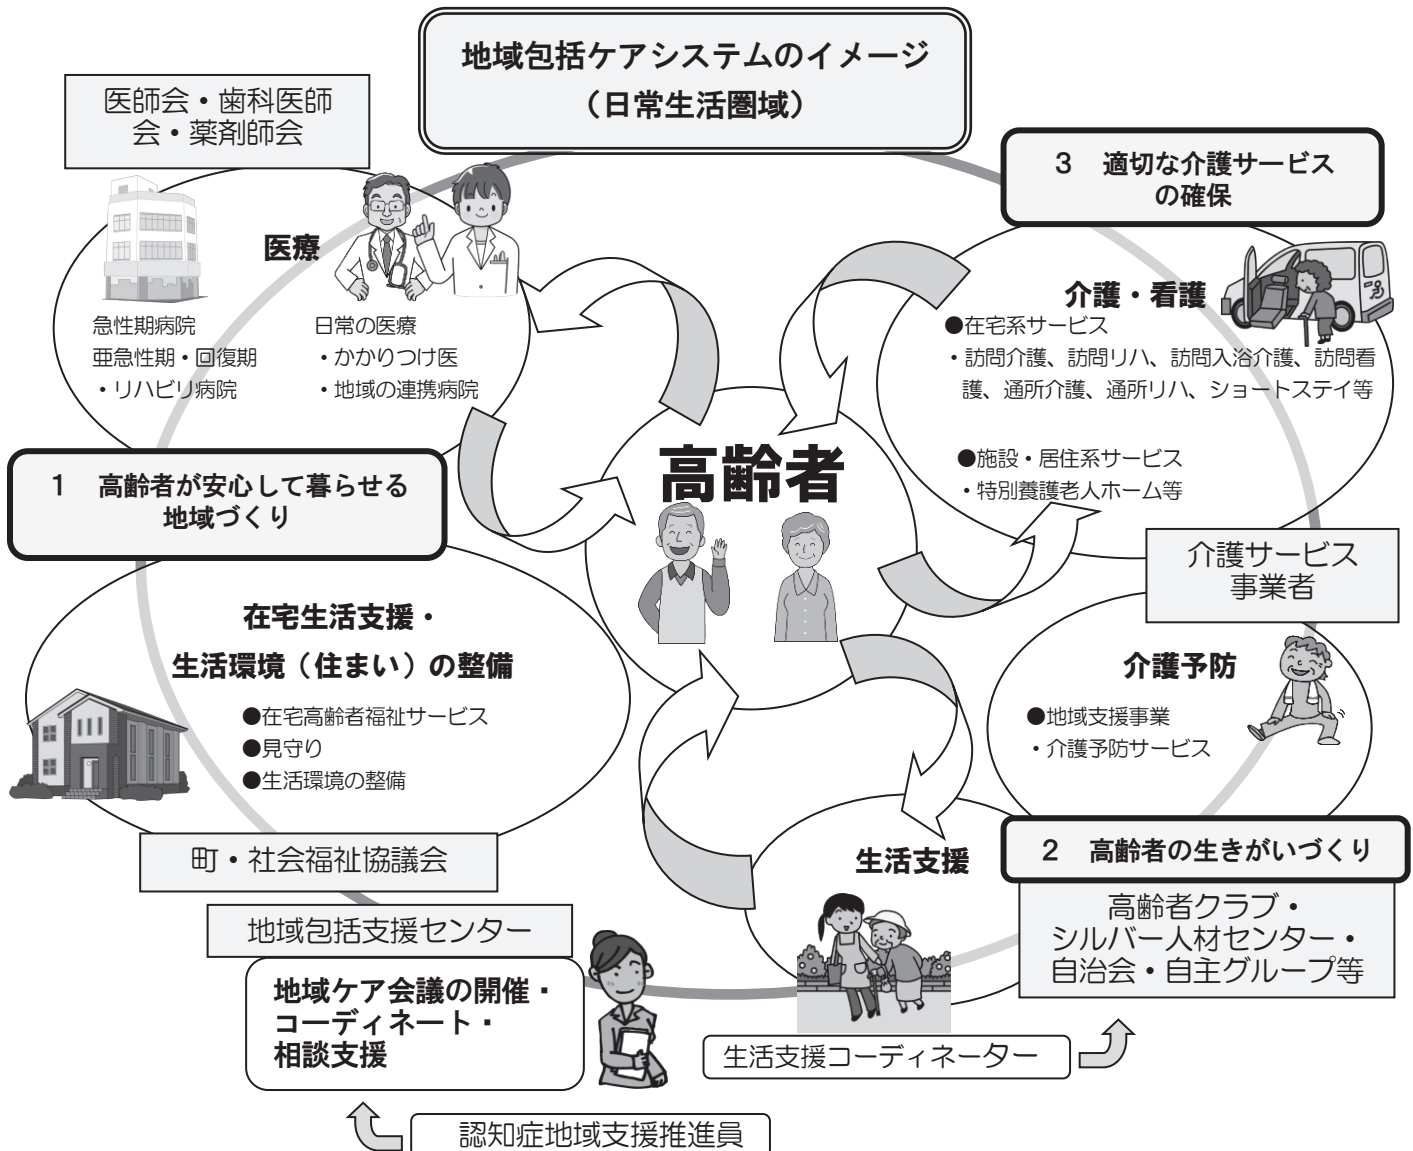 地域包括ケアシステムのイメージ
（日常生活圏域）
医師会・歯科医師
会・薬剤師会
医療
急性期病院
亜急性期・回復期
・リハビリ病院
日常の医療
・かかりつけ医
・地域の連携病院
3　適切な介護サービス
の確保
介護・看護
●在宅系サービス
・訪問介護、訪問リハ、訪問入浴介護、訪問看
護、通所介護、通所リハ、ショートステイ等
●施設・居住系サービス
・特別養護老人ホーム等
介護サービス
事業者
高齢者
1　高齢者が安心して暮らせる
地域づくり
在宅生活支援・
生活環境（住まい）の整備
●在宅高齢者福祉サービス
●見守り
●生活環境の整備
町・社会福祉協議会
介護予防
●地域支援事業
・介護予防サービス
2　高齢者の生きがいづくり
高齢者クラブ・
シルバー人材センター・
自治会・自主グループ等
生活支援
生活支援コーディネーター
地域包括支援センター
地域ケア会議の開催・
コーディネート・
相談支援
認知症地域支援推進員